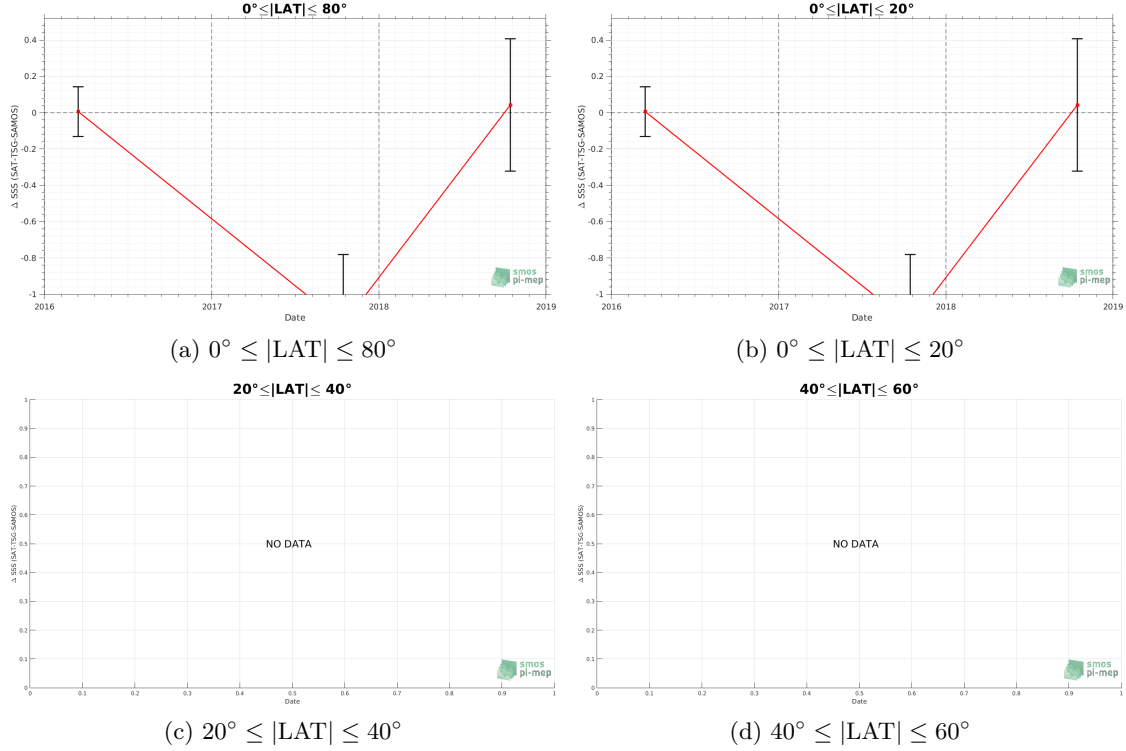 0°≤|LAT|≤ 80°
0.4
0.2
0
-0.2
-0.4
-0.6
-0.8
-1
Δ SSS (SAT-TSG-SAMOS)
2016
2017
2018
2019
Date
smos
pi-mep
(a) 0° ≤ |LAT| ≤ 80°
0°≤|LAT|≤ 20°
0.4
0.2
0
-0.2
-0.4
-0.6
-0.8
-1
Δ SSS (SAT-TSG-SAMOS)
2016
2017
2018
2019
Date
smos
pi-mep
(b) 0° ≤ |LAT| ≤ 20°
20°≤|LAT|≤ 40°
1
0.9
0.8
0.7
0.6
0.5
0.4
0.3
0.2
0.1
0
Δ SSS (SAT-TSG-SAMOS)
NO DATA
0
0.1
0.2
0.3
0.4
0.5
0.6
0.7
0.8
0.9
1
Date
smos
pi-mep
(c) 20° ≤ |LAT| ≤ 40°
40°≤|LAT|≤ 60°
1
0.9
0.8
0.7
0.6
0.5
0.4
0.3
0.2
0.1
0
Δ SSS (SAT-TSG-SAMOS)
NO DATA
0
0.1
0.2
0.3
0.4
0.5
0.6
0.7
0.8
0.9
1
Date
smos
pi-mep
(d) 40° ≤ |LAT| ≤ 60°